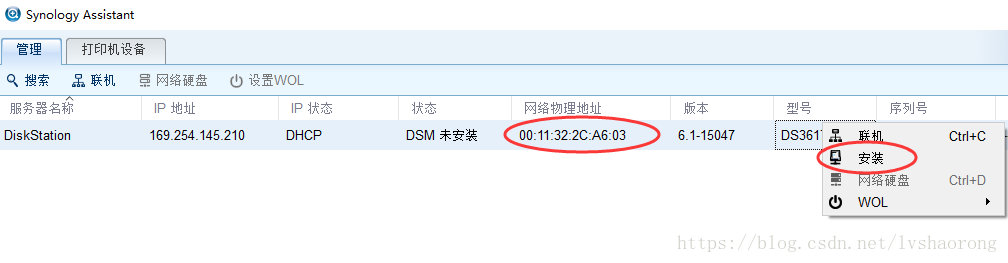 Synology Assistant
管理 打印机设备
搜索 联机 网络硬盘 设置WOL
服务器名称 IP 地址 IP 状态 状态 网络物理地址 版本 型号 序列号
DiskStation 169.254.145.210 DHCP DSM 未安装 00:11:32:2C:A6:03 6.1-15047 DS3617
联机 Ctrl+C
安装
网络硬盘 Ctrl+D
WOL
https://blog.csdn.net/lvshaorong